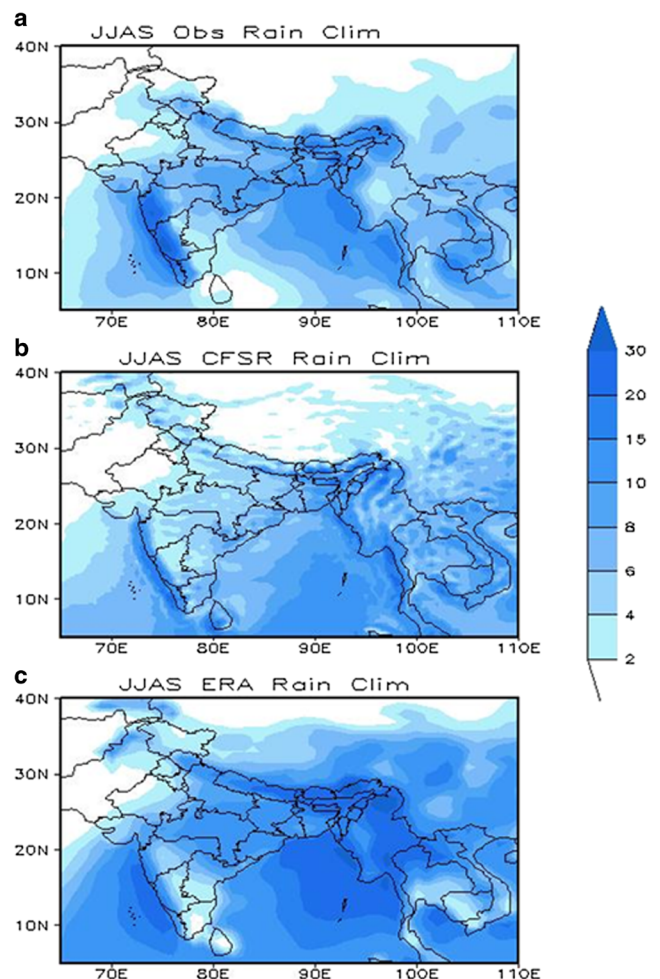 a
JJAS Obs Rain Clim
40N
30N
20N
10N
70E 80E 90E 100E 110E
b
JJAS CFSR Rain Clim
40N
30N
20N
10N
70E 80E 90E 100E 110E
30
20
15
10
8
6
4
2
c
JJAS ERA Rain Clim
40N
30N
20N
10N
70E 80E 90E 100E 110E